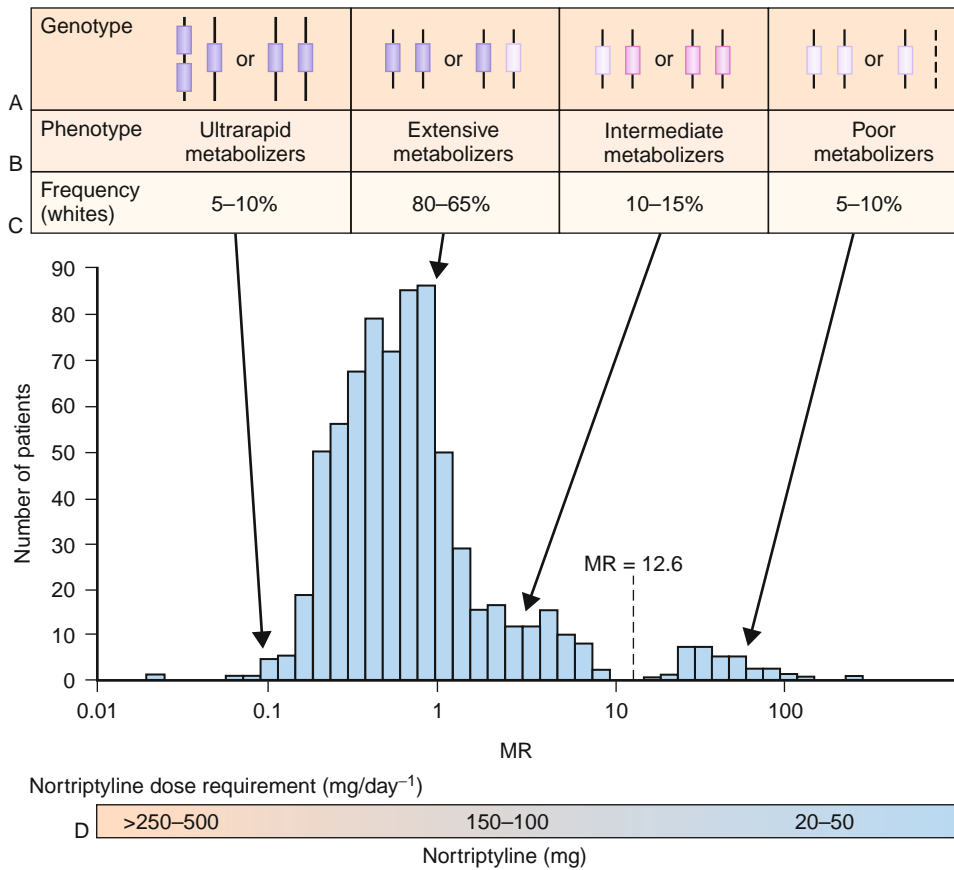 Genotype
or
or
or
or
A
Phenotype
Ultrarapid
metabolizers
Extensive
metabolizers
Intermediate
metabolizers
Poor
metabolizers
B
Frequency
(whites)
5–10%
80–65%
10–15%
5–10%
C
90
80
70
60
50
40
30
20
10
0
Number of patients
MR = 12.6
0.01
0.1
1
10
100
MR
Nortriptyline dose requirement (mg/day⁻¹)
D
>250–500
150–100
20–50
Nortriptyline (mg)